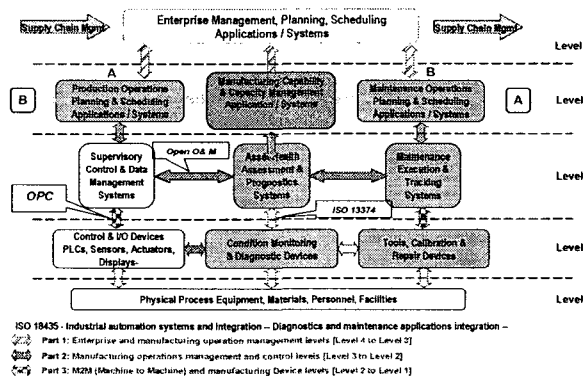 Enterprise Management, Planning, Scheduling
Applications / Systems
Supply Chain Mgmt
Supply Chain Mgmt
Level
A
B
B
Production Operations
Planning & Scheduling
Applications / Systems
Manufacturing Capability
& Capacity Management
Application / Systems
Maintenance Operations
Planning & Scheduling
Applications / Systems
A
Level
Supervisory
Control & Data
Management
Systems
Open O& M
Asset Health
Assessment &
Prognostics
Systems
Maintenance
Execution &
Tracking
Systems
Level
OPC
ISO 13374
Control & I/O Devices
PLCs, Sensors, Actuators,
Displays-
Condition Monitoring
& Diagnostic Devices
Tools, Calibration &
Repair Devices
Level
Physical Process Equipment, Materials, Personnel, Facilities
Level
ISO 18435 - Industrial automation systems and Integration -- Diagnostics and maintenance applications integration --
Part 1: Enterprise and manufacturing operation management levels [Level 4 to Level 3]
Part 2: Manufacturing operations management and control levels [Level 3 to Level 2]
Part 3: M2M (Machine to Machine) and manufacturing Device levels [Level 2 to Level 1]